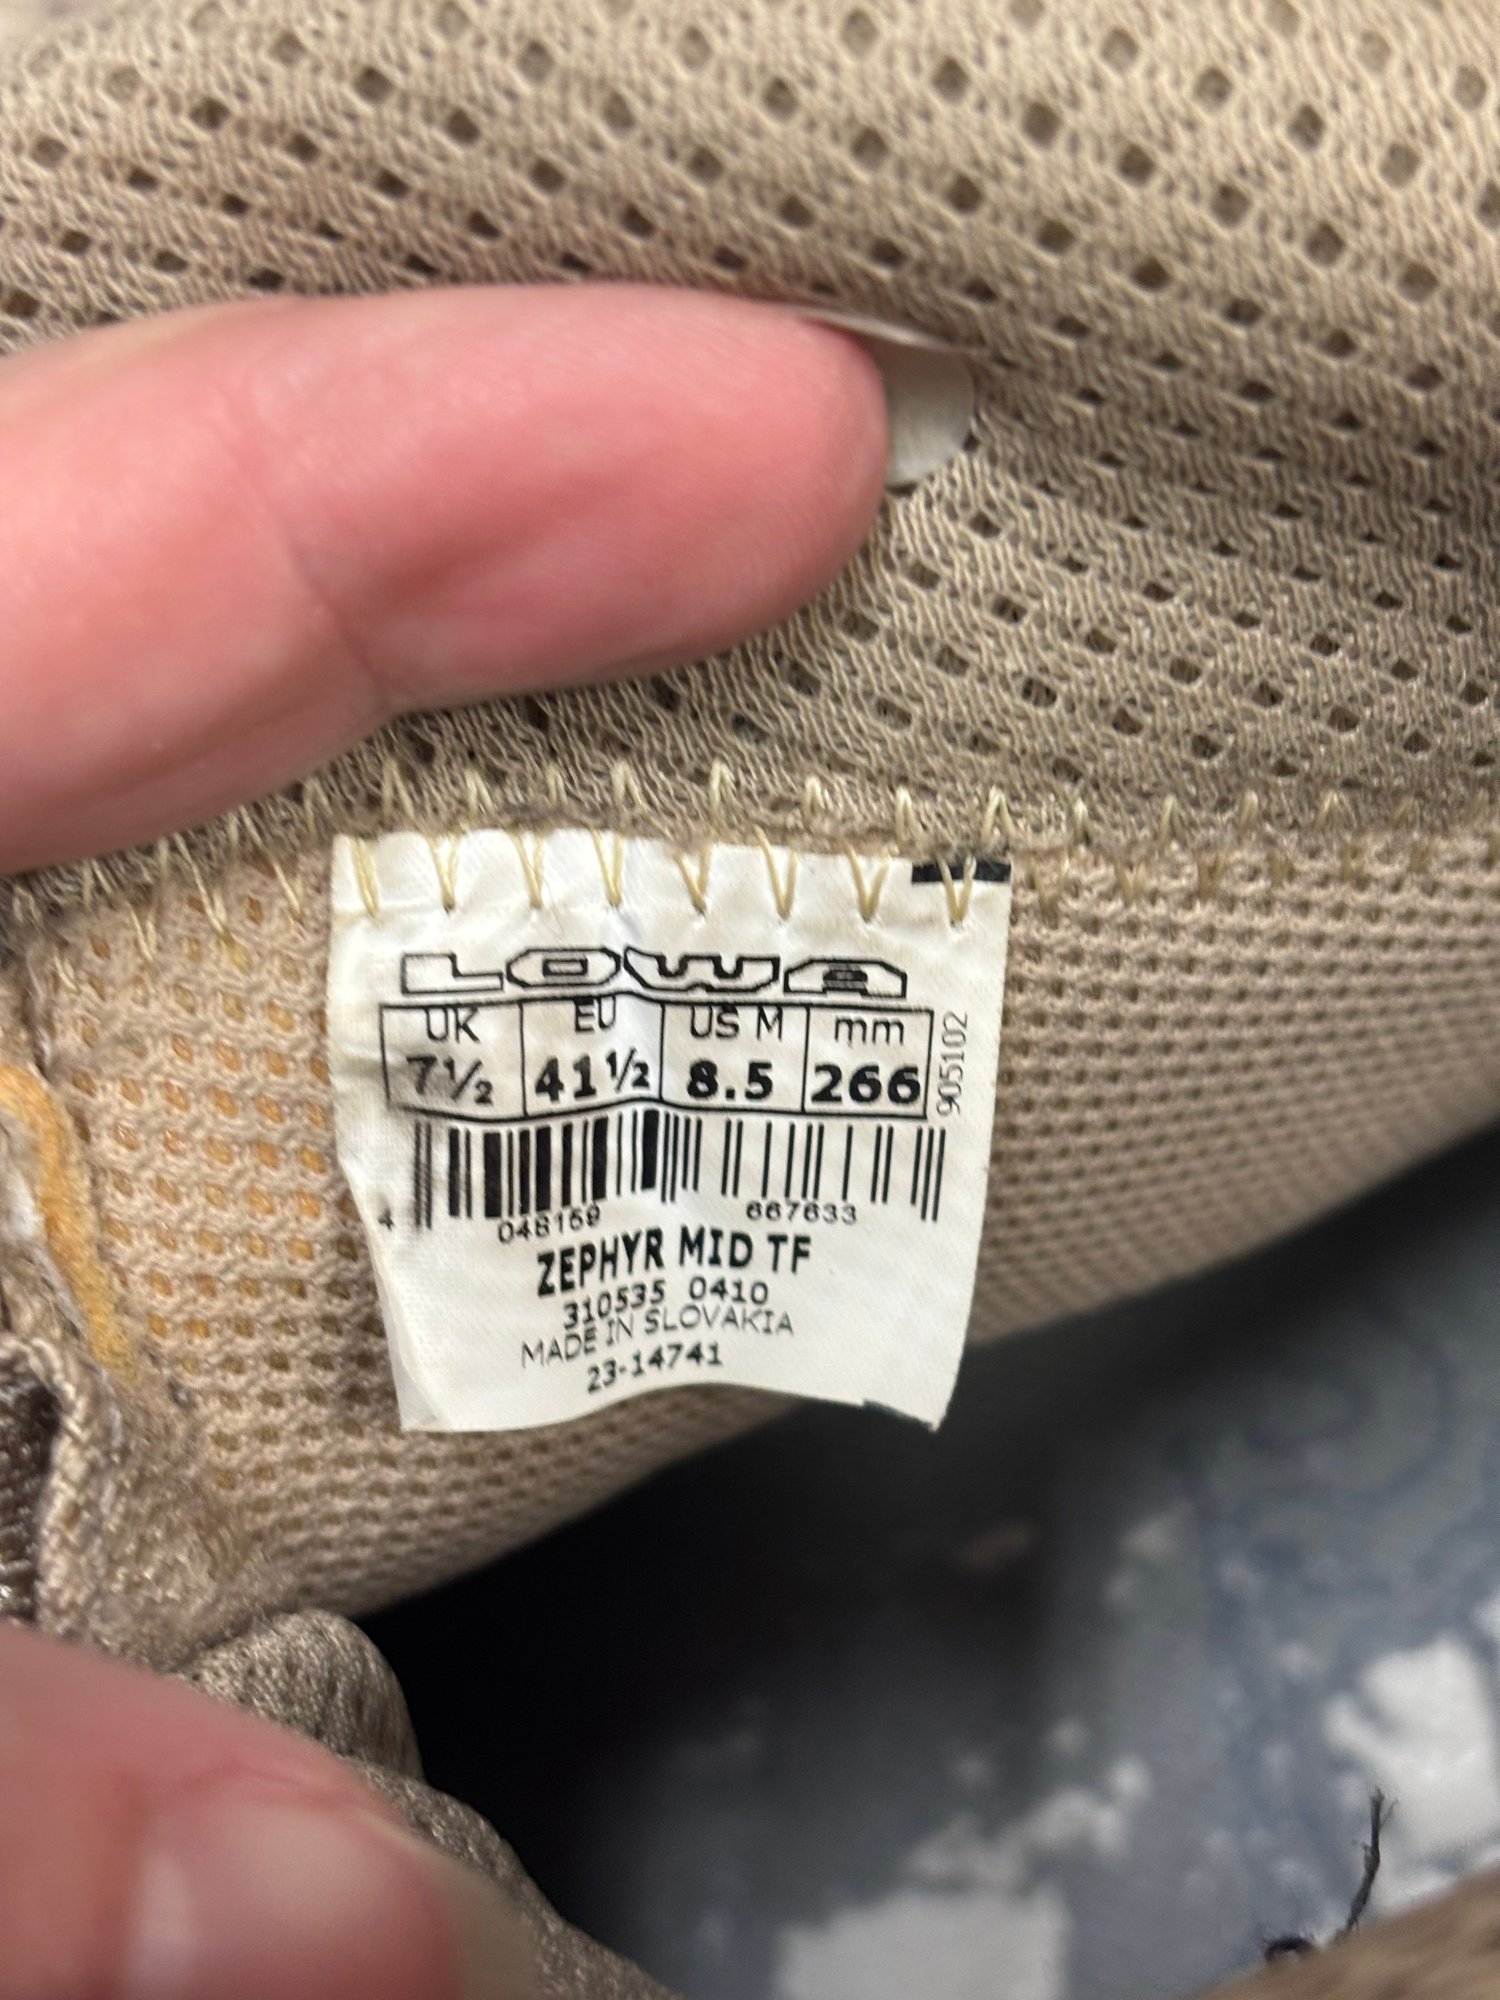 LOWA
UK EU US M mm
7½ 41½ 8.5 266
905102
4 048159 667633
ZEPHYR MID TF
310535 0410
MADE IN SLOVAKIA
23-14741